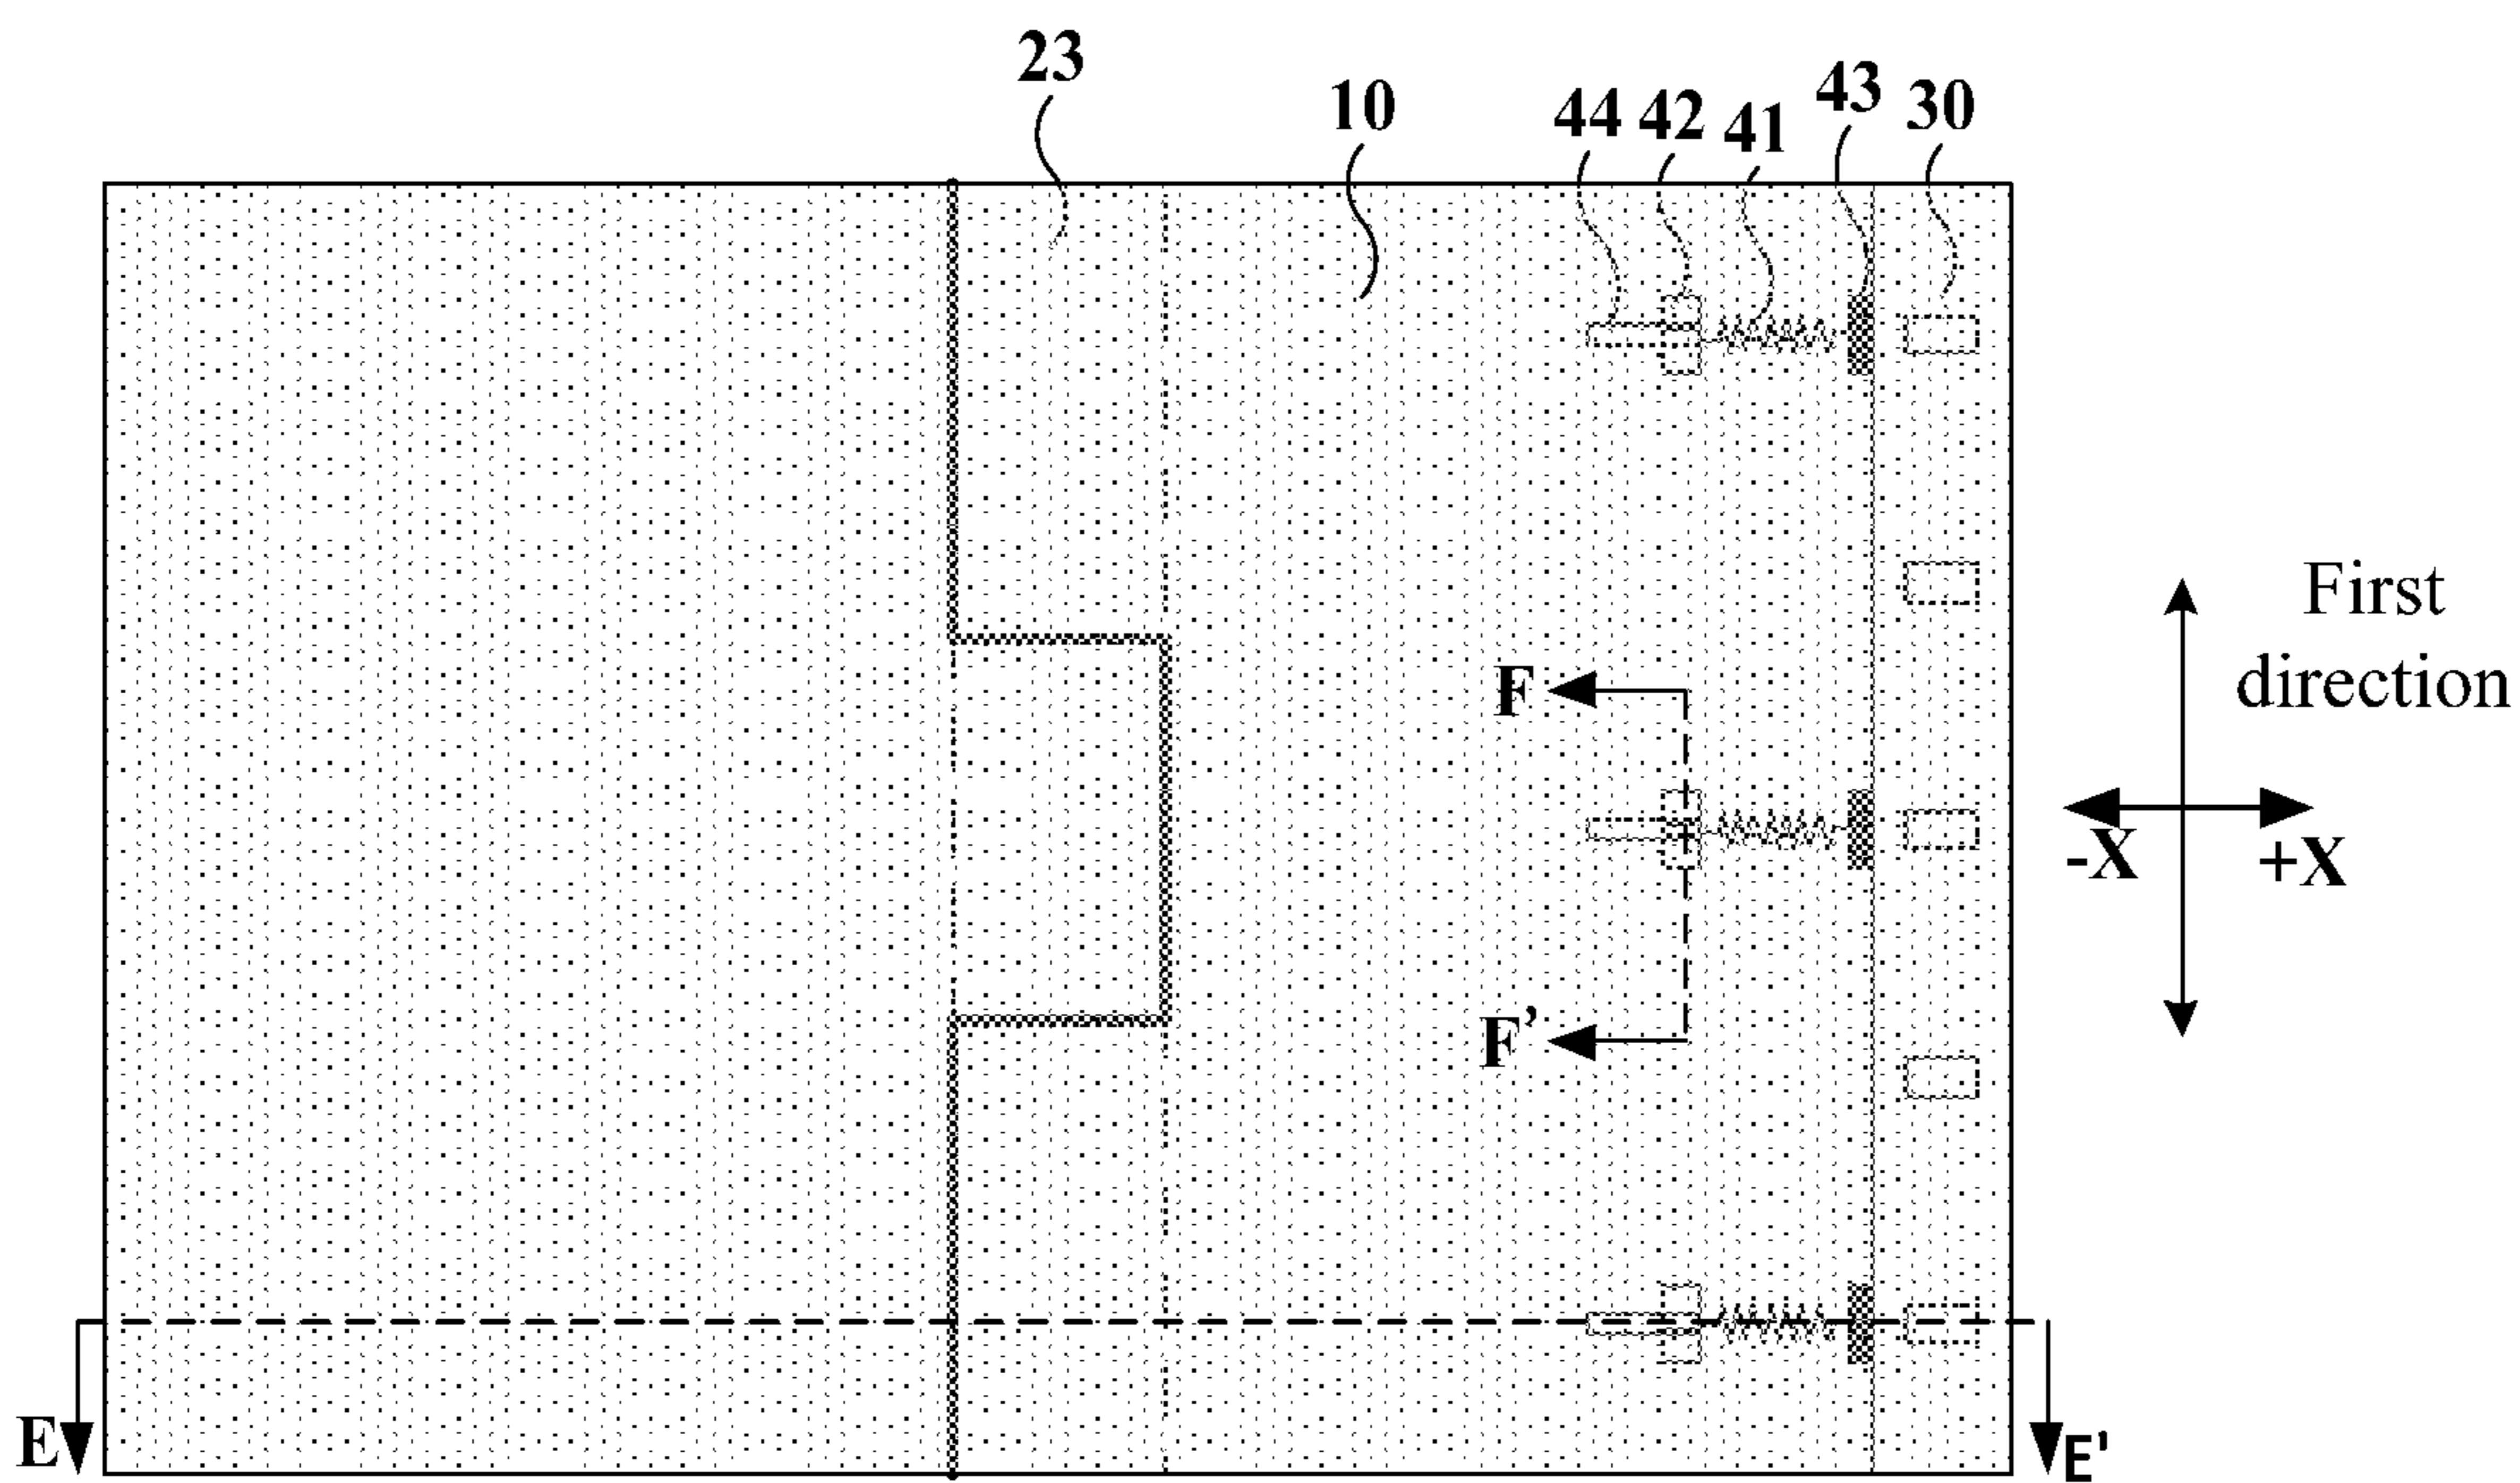 23
10
44 42 41 43 30
First
direction
F
-X +X
F’
E E'